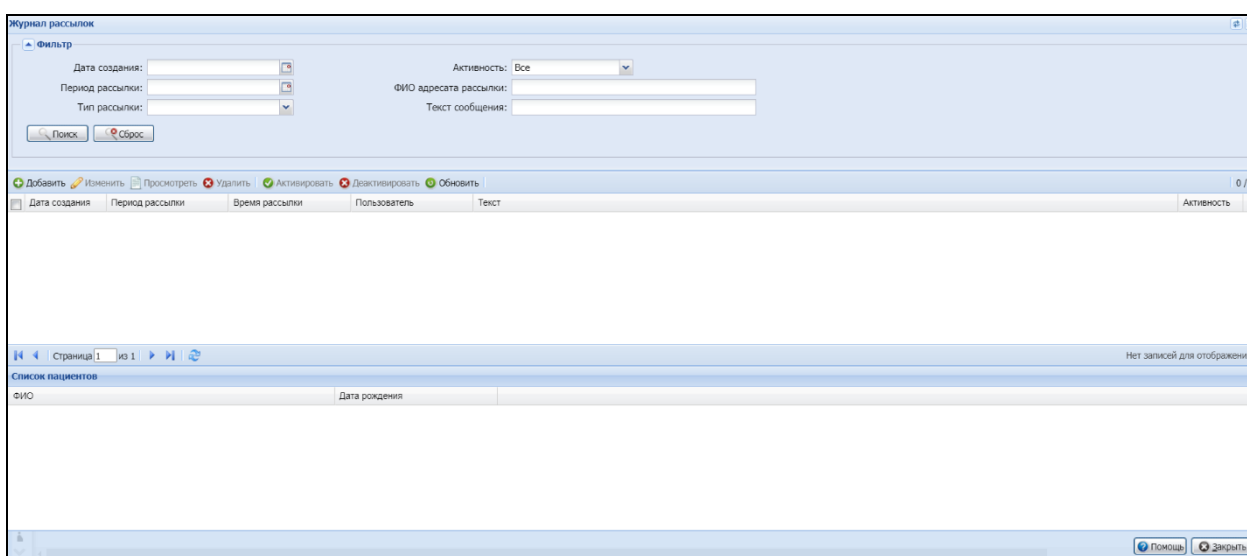 Журнал рассылок
Фильтр
Дата создания: Активность: Все
Период рассылки: ФИО адресата рассылки:
Тип рассылки: Текст сообщения:
Поиск Сброс
Добавить Изменить Просмотреть Удалить Активировать Деактивировать Обновить 0 /
Дата создания Период рассылки Время рассылки Пользователь Текст Активность
Страница 1 из 1 Нет записей для отображени
Список пациентов
ФИО Дата рождения
Помощь Закрыть